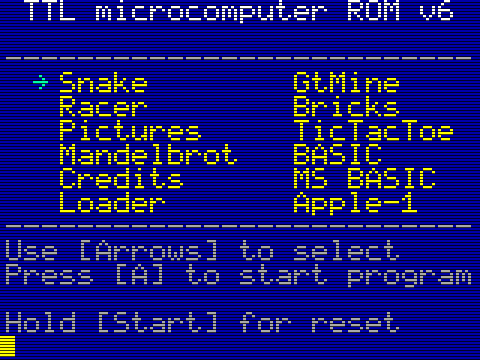 TTL microcomputer ROM v6
→ Snake GtMine
Racer Bricks
Pictures TicTacToe
Mandelbrot BASIC
Credits MS BASIC
Loader Apple-1
Use [Arrows] to select
Press [A] to start program
Hold [Start] for reset